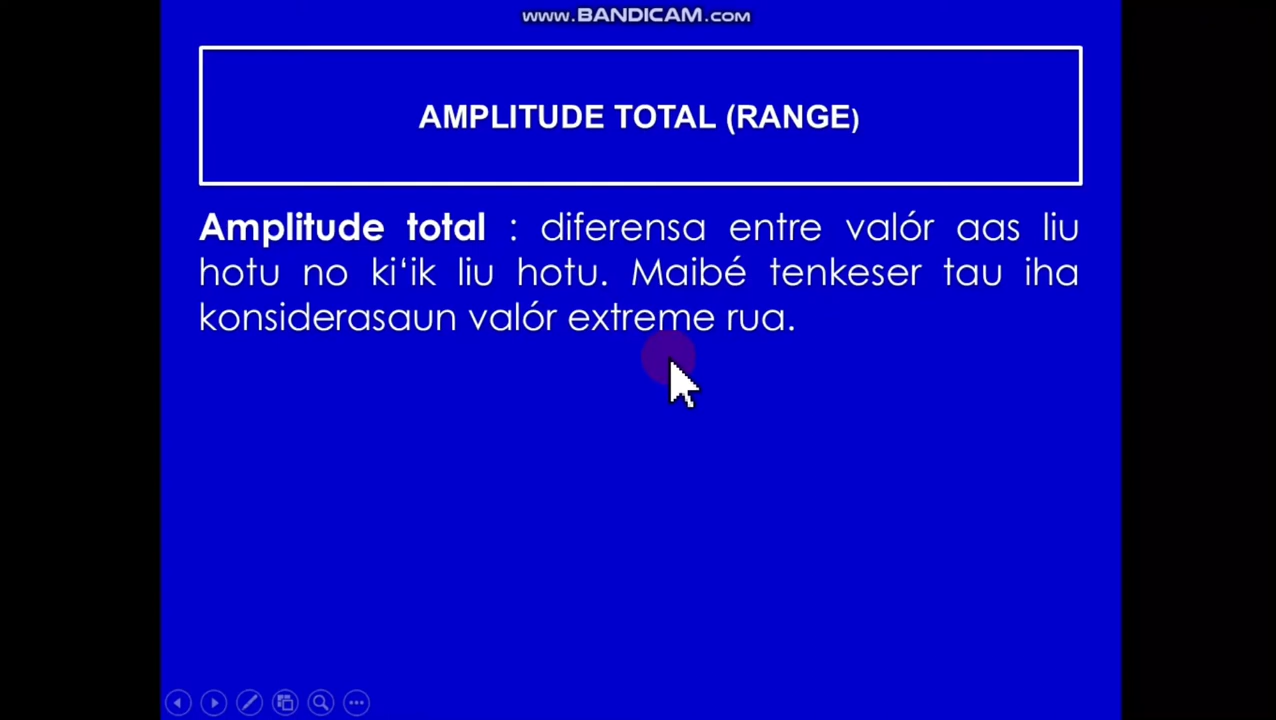 www.BANDICAM.com
AMPLITUDE TOTAL (RANGE)
Amplitude total : diferensa entre valór aas liu
hotu no ki‘ik liu hotu. Maibé tenkeser tau iha
konsiderasaun valór extreme rua.